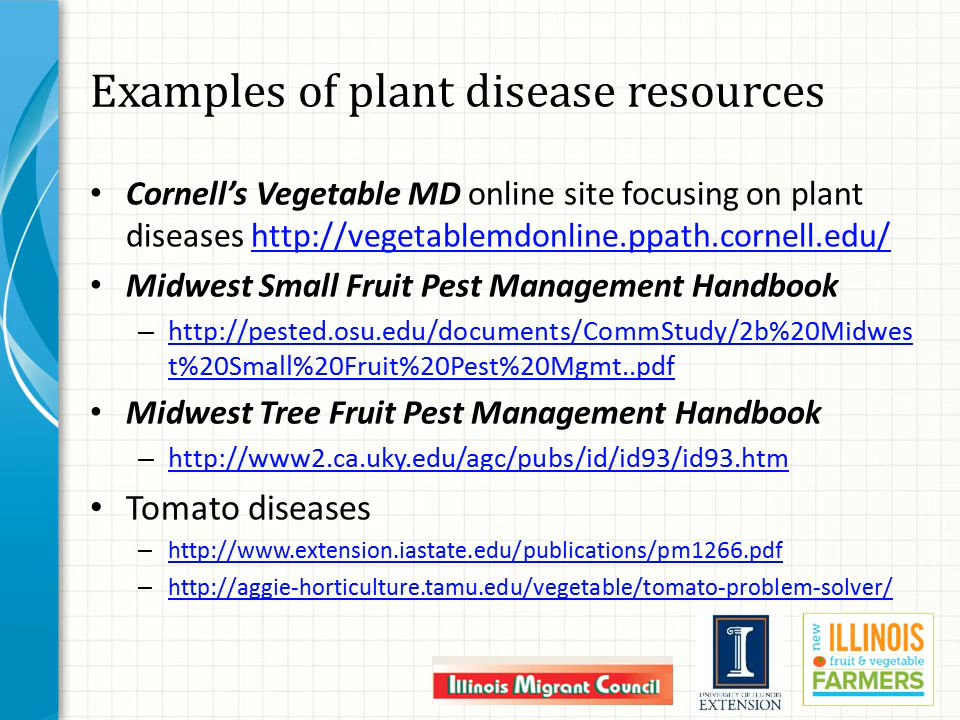 Examples of plant disease resources
• Cornell’s Vegetable MD online site focusing on plant
diseases http://vegetablemdonline.ppath.cornell.edu/
• Midwest Small Fruit Pest Management Handbook
– http://pested.osu.edu/documents/CommStudy/2b%20Midwes
t%20Small%20Fruit%20Pest%20Mgmt..pdf
• Midwest Tree Fruit Pest Management Handbook
– http://www2.ca.uky.edu/agc/pubs/id/id93/id93.htm
• Tomato diseases
– http://www.extension.iastate.edu/publications/pm1266.pdf
– http://aggie-horticulture.tamu.edu/vegetable/tomato-problem-solver/
Illinois Migrant Council
I
UNIVERSITY OF ILLINOIS
EXTENSION
new
ILLINOIS
fruit & vegetable
FARMERS